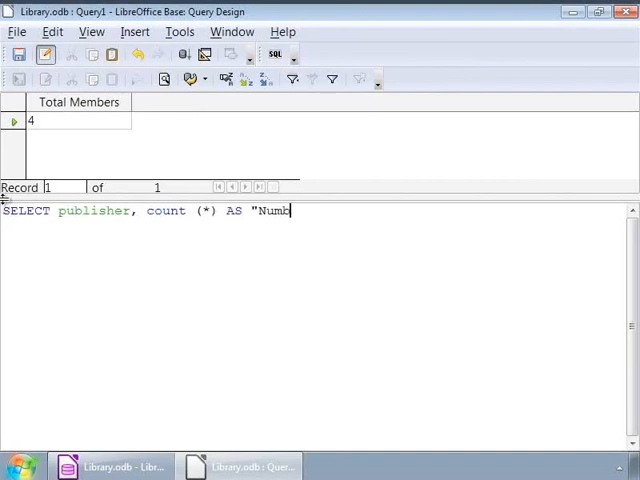 Library.odb : Query1 - LibreOffice Base: Query Design
File Edit View Insert Tools Window Help
SQL
Total Members
4
Record 1 of 1
SELECT publisher, count (*) AS "Numb
Library.odb - Libr... Library.odb : Quer...